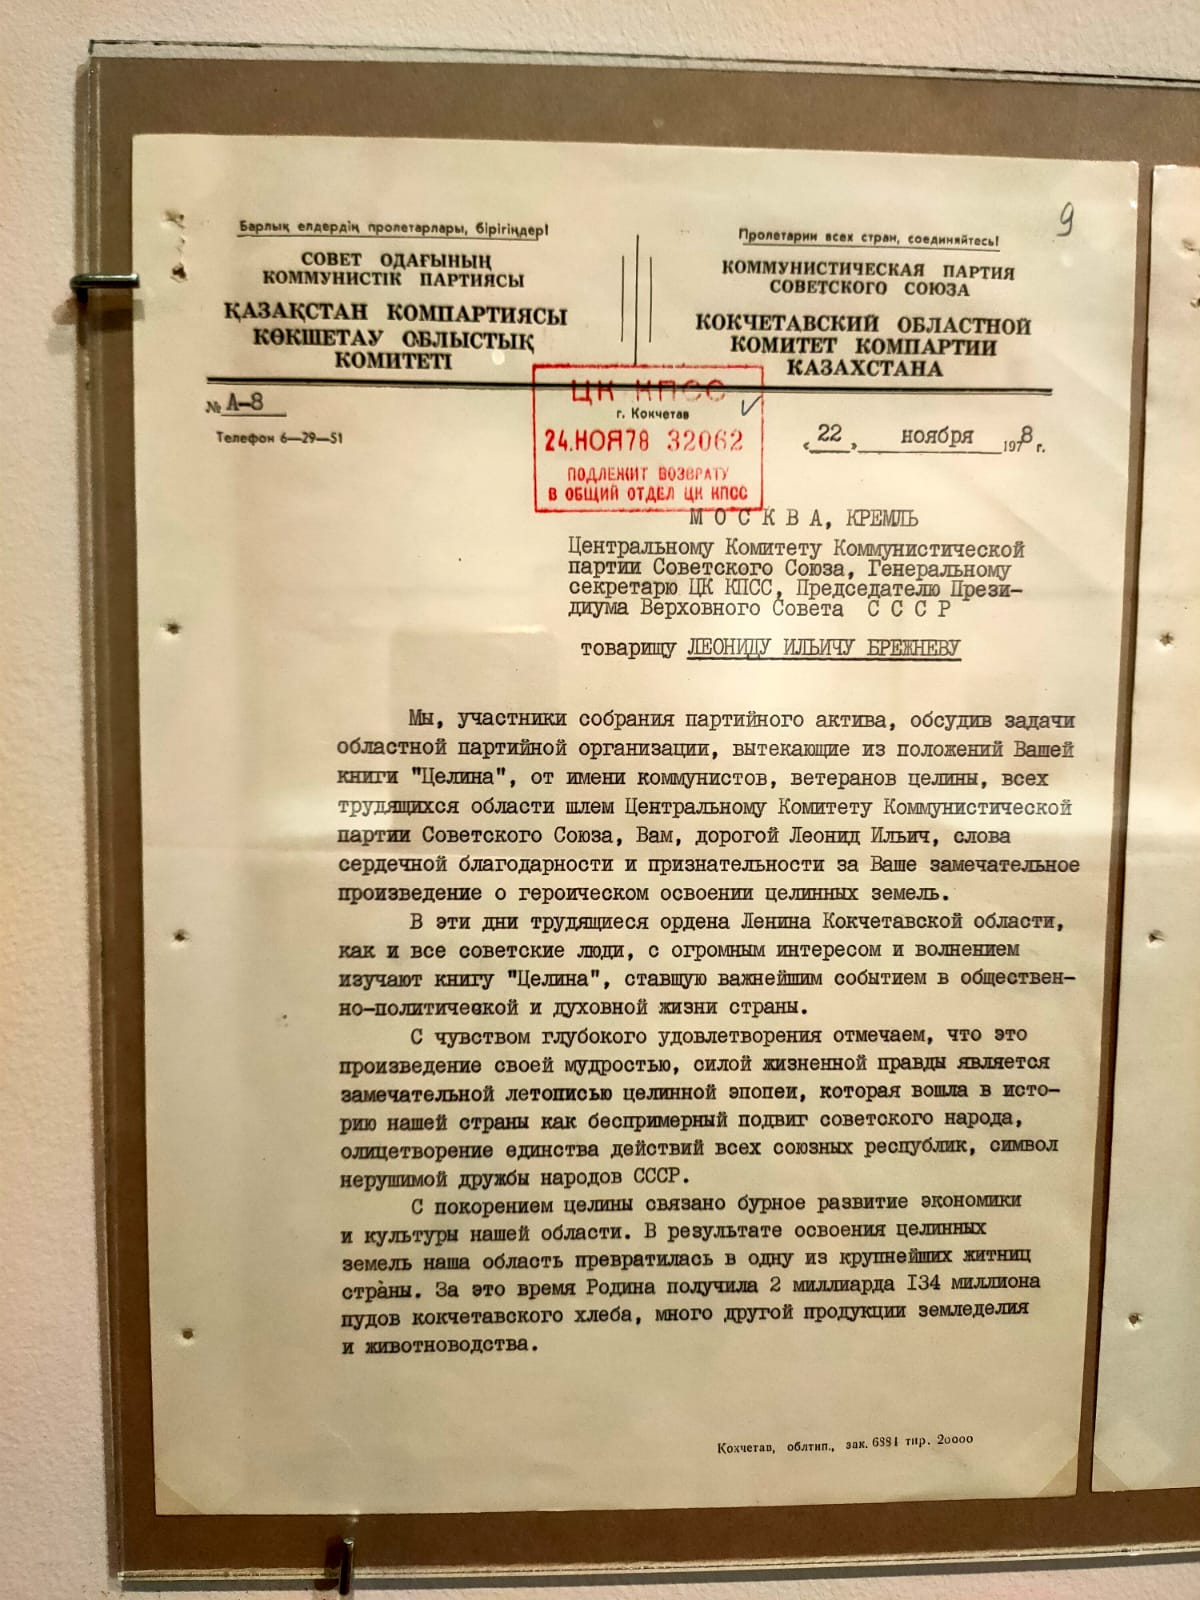 9
Барлық елдердің пролетарлары, бірігіңдер!
СОВЕТ ОДАҒЫНЫҢ
КОММУНИСТІК ПАРТИЯСЫ
ҚАЗАҚСТАН КОМПАРТИЯСЫ
КӨКШЕТАУ ОБЛЫСТЫҚ
КОМИТЕТІ
Пролетарии всех стран, соединяйтесь!
КОММУНИСТИЧЕСКАЯ ПАРТИЯ
СОВЕТСКОГО СОЮЗА
КОКЧЕТАВСКИЙ ОБЛАСТНОЙ
КОМИТЕТ КОМПАРТИИ
КАЗАХСТАНА
№ А-8
Телефон 6—29—51
ЦК КПСС
г. Кокчетав
24.НОЯ78 32062
ПОДЛЕЖИТ ВОЗВРАТУ
В ОБЩИЙ ОТДЕЛ ЦК КПСС
« 22 » ноября 1978 г.
М О С К В А, КРЕМЛЬ
Центральному Комитету Коммунистической
партии Советского Союза, Генеральному
секретарю ЦК КПСС, Председателю Прези-
диума Верховного Совета С С С Р
товарищу ЛЕОНИДУ ИЛЬИЧУ БРЕЖНЕВУ
Мы, участники собрания партийного актива, обсудив задачи
областной партийной организации, вытекающие из положений Вашей
книги "Целина", от имени коммунистов, ветеранов целины, всех
трудящихся области шлем Центральному Комитету Коммунистической
партии Советского Союза, Вам, дорогой Леонид Ильич, слова
сердечной благодарности и признательности за Ваше замечательное
произведение о героическом освоении целинных земель.
В эти дни трудящиеся ордена Ленина Кокчетавской области,
как и все советские люди, с огромным интересом и волнением
изучают книгу "Целина", ставшую важнейшим событием в обществен-
но-политической и духовной жизни страны.
С чувством глубокого удовлетворения отмечаем, что это
произведение своей мудростью, силой жизненной правды является
замечательной летописью целинной эпопеи, которая вошла в исто-
рию нашей страны как беспримерный подвиг советского народа,
олицетворение единства действий всех союзных республик, символ
нерушимой дружбы народов СССР.
С покорением целины связано бурное развитие экономики
и культуры нашей области. В результате освоения целинных
земель наша область превратилась в одну из крупнейших житниц
страны. За это время Родина получила 2 миллиарда 134 миллиона
пудов кокчетавского хлеба, много другой продукции земледелия
и животноводства.
Кокчетав, облтип., зак. 6884 тир. 20000